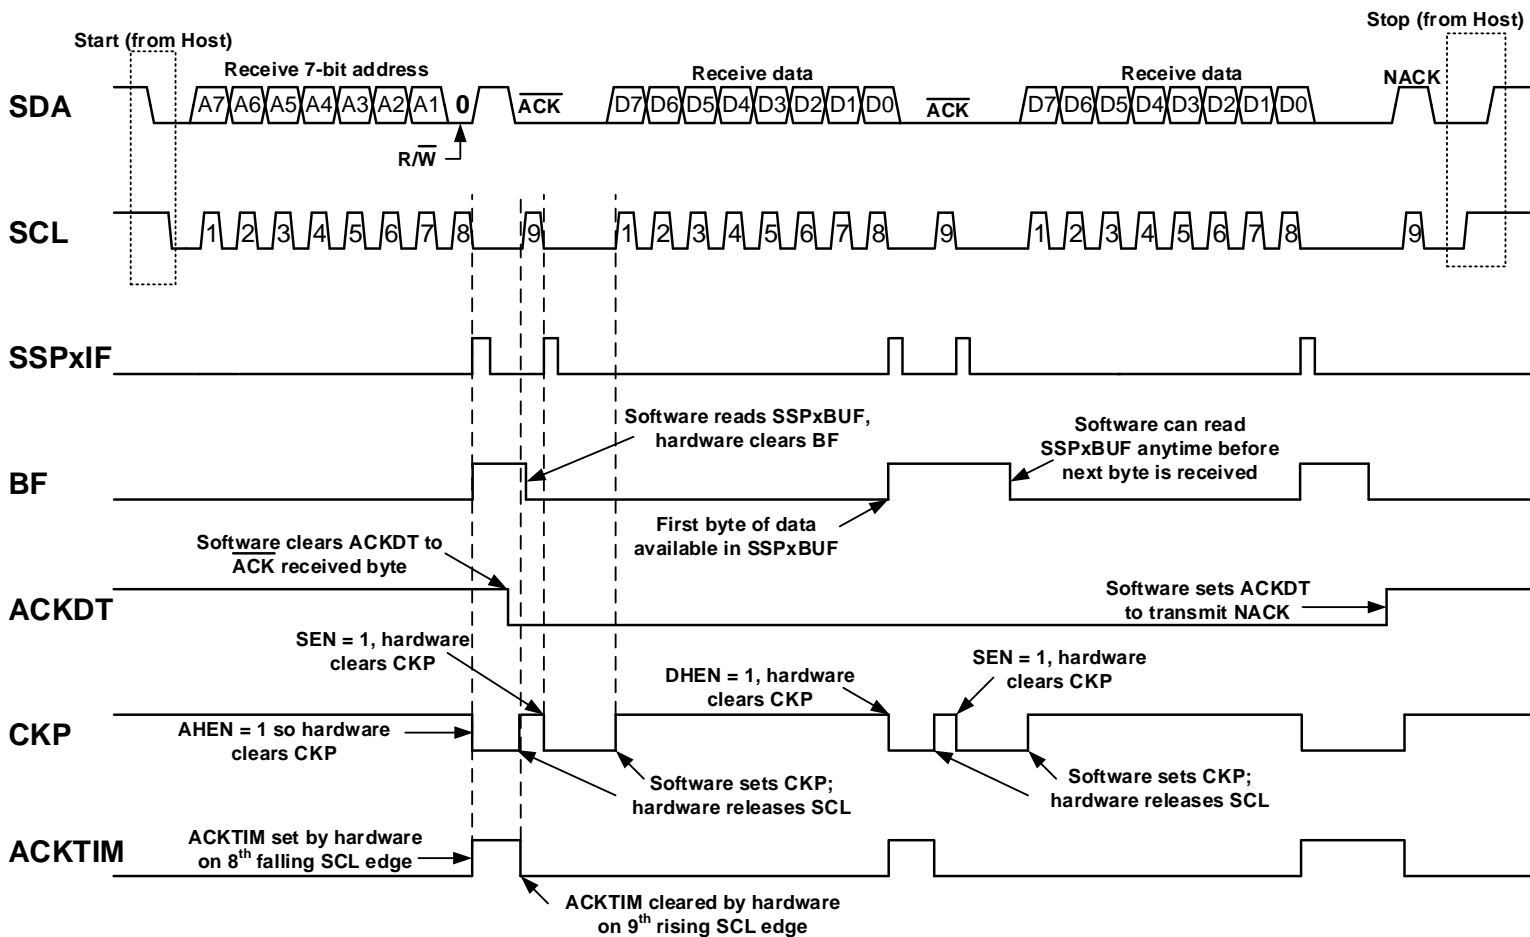 Start (from Host)
Stop (from Host)
Receive 7-bit address
Receive data
Receive data
NACK
SDA
A7 A6 A5 A4 A3 A2 A1 0 ACK D7 D6 D5 D4 D3 D2 D1 D0 ACK D7 D6 D5 D4 D3 D2 D1 D0
R/W
SCL
1 2 3 4 5 6 7 8 9 1 2 3 4 5 6 7 8 9 1 2 3 4 5 6 7 8 9
SSPxIF
Software reads SSPxBUF,
hardware clears BF
Software can read
SSPxBUF anytime before
next byte is received
BF
First byte of data
available in SSPxBUF
Software clears ACKDT to
ACK received byte
ACKDT
Software sets ACKDT
to transmit NACK
SEN = 1, hardware
clears CKP
DHEN = 1, hardware
clears CKP
SEN = 1, hardware
clears CKP
CKP
AHEN = 1 so hardware
clears CKP
Software sets CKP;
hardware releases SCL
Software sets CKP;
hardware releases SCL
ACKTIM
ACKTIM set by hardware
on 8th falling SCL edge
ACKTIM cleared by hardware
on 9th rising SCL edge